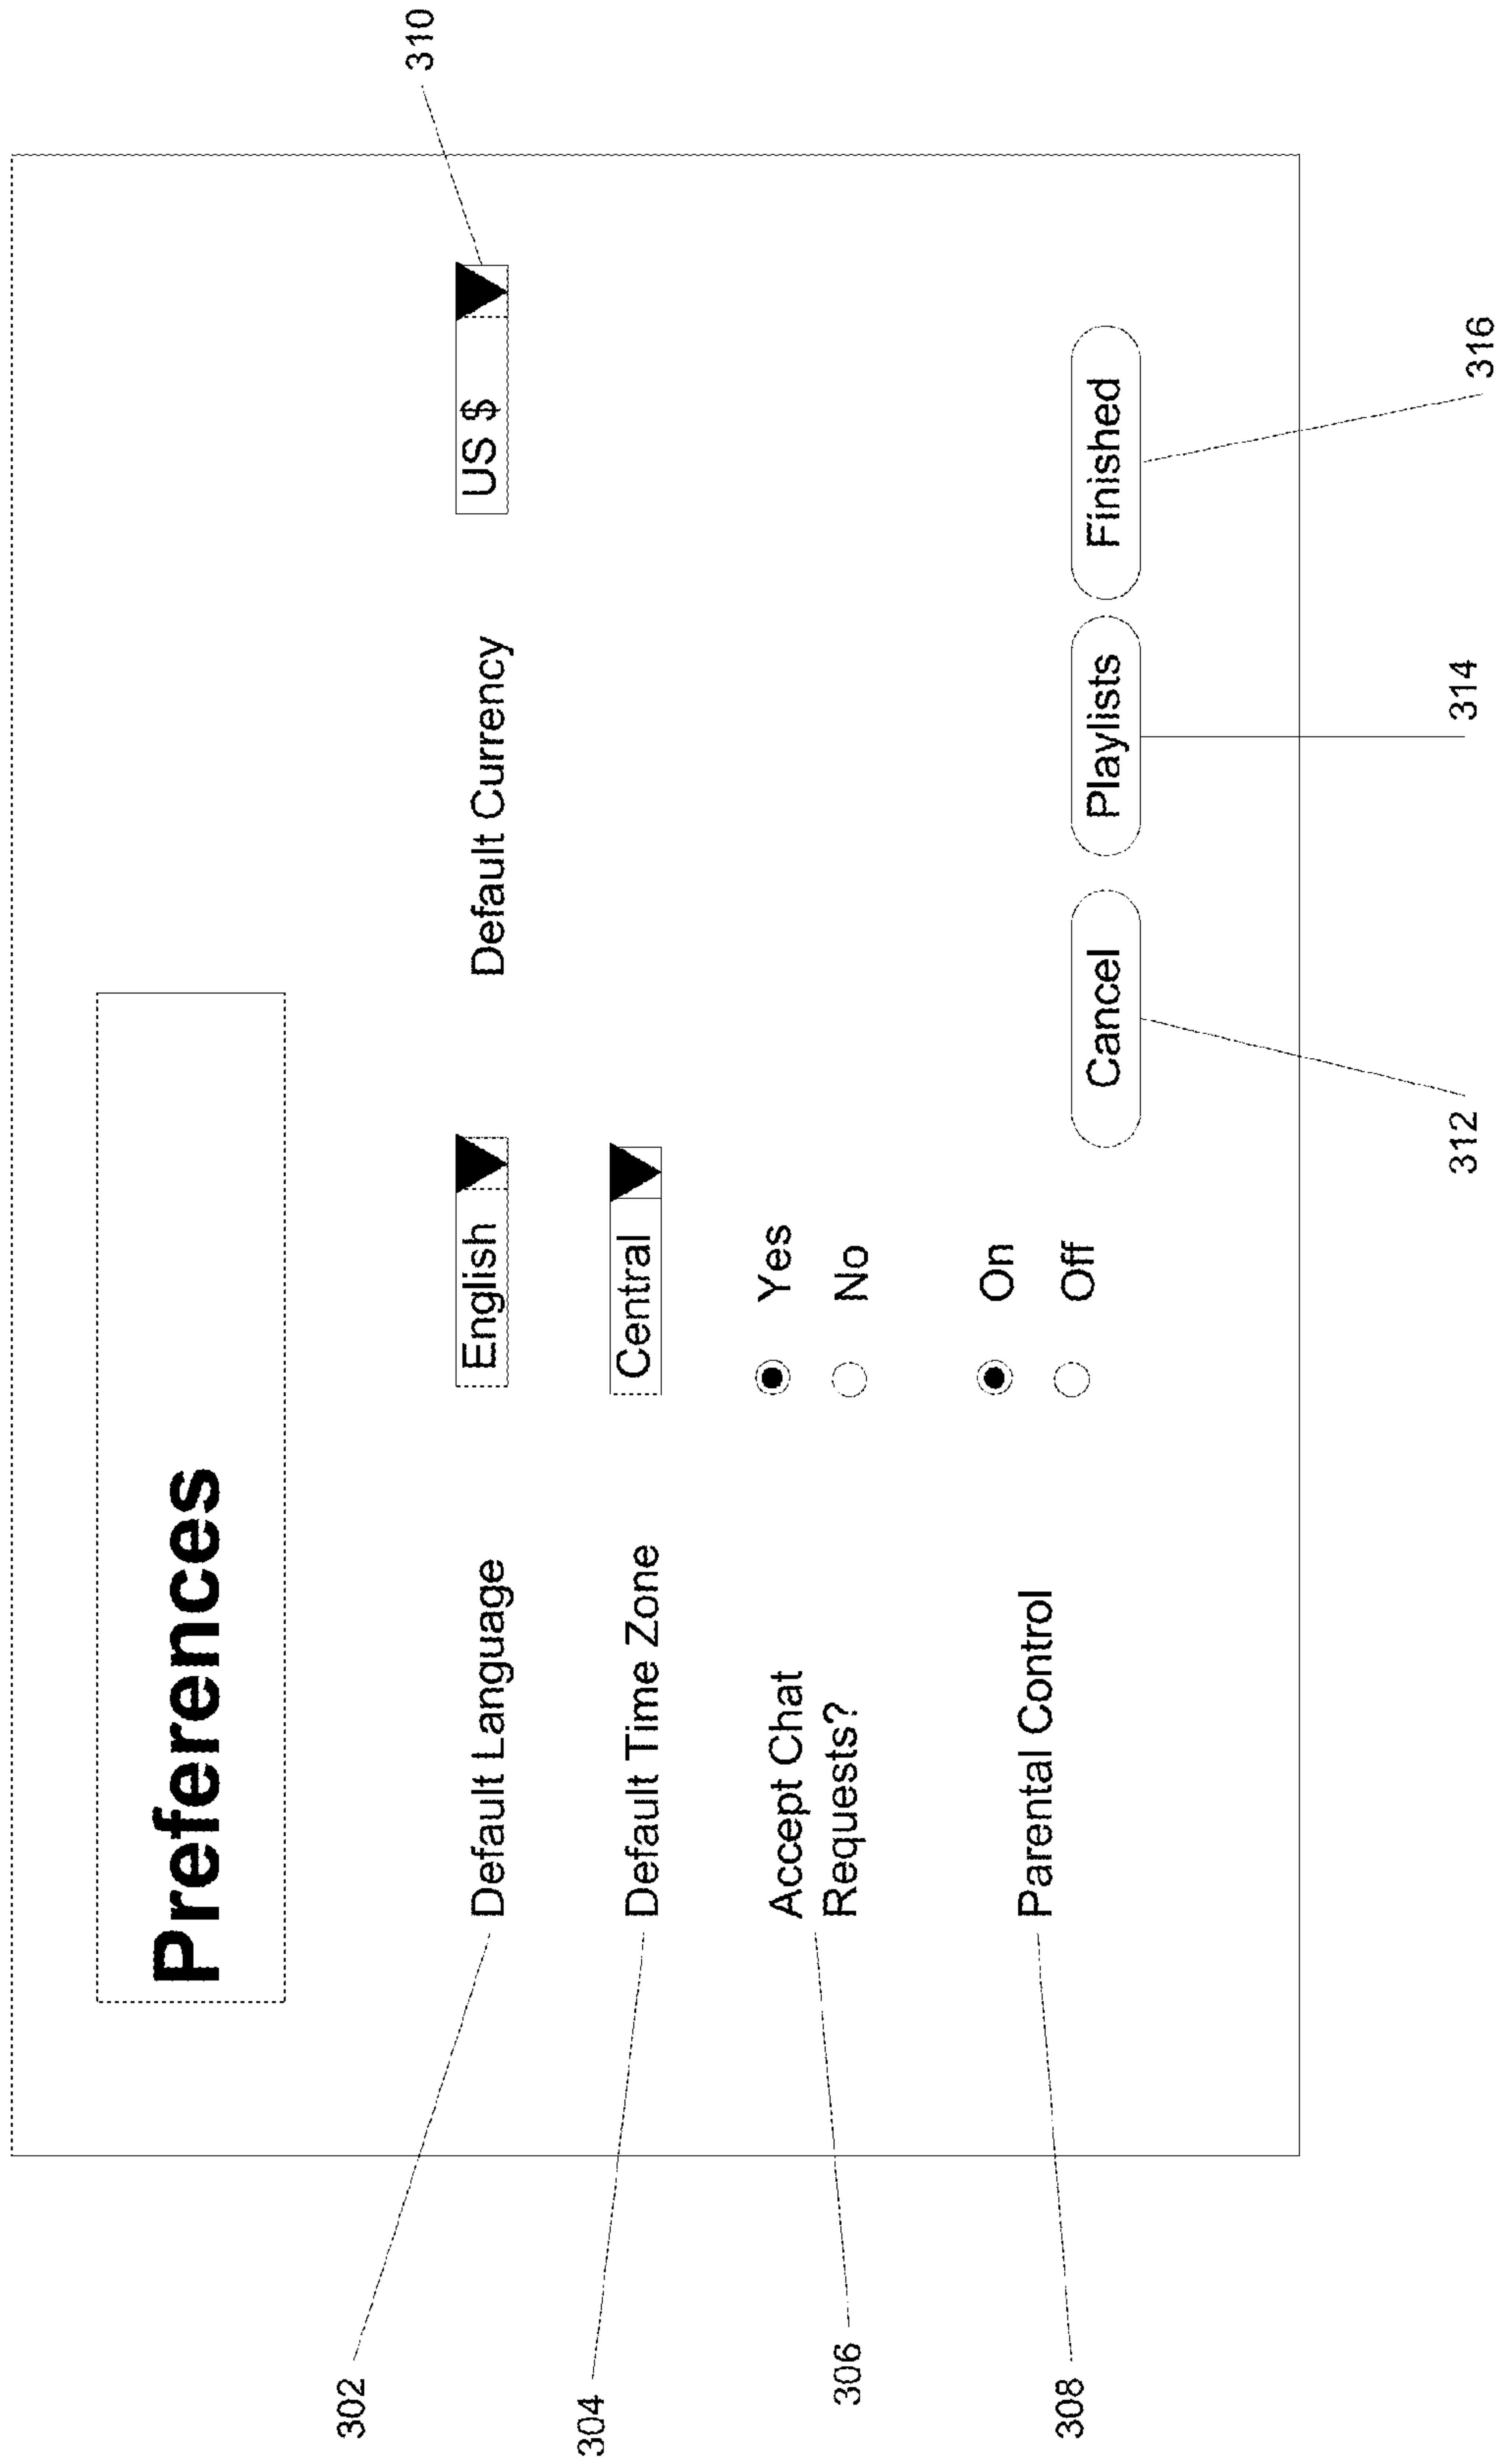 Preferences
310
302
Default Language
English
Default Currency
US $
304
Default Time Zone
Central
306
Accept Chat
Requests?
Yes
No
308
Parental Control
On
Off
Cancel
Playlists
Finished
312
314
316